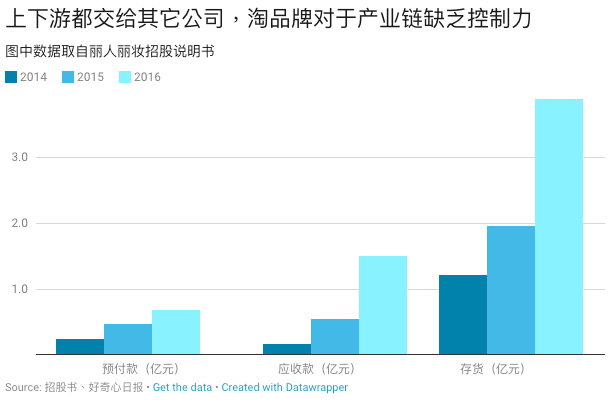 上下游都交给其它公司，淘品牌对于产业链缺乏控制力
图中数据取自丽人丽妆招股说明书
2014 2015 2016
3.0
2.0
1.0
预付款（亿元） 应收款（亿元） 存货（亿元）
Source: 招股书、好奇心日报 • Get the data • Created with Datawrapper